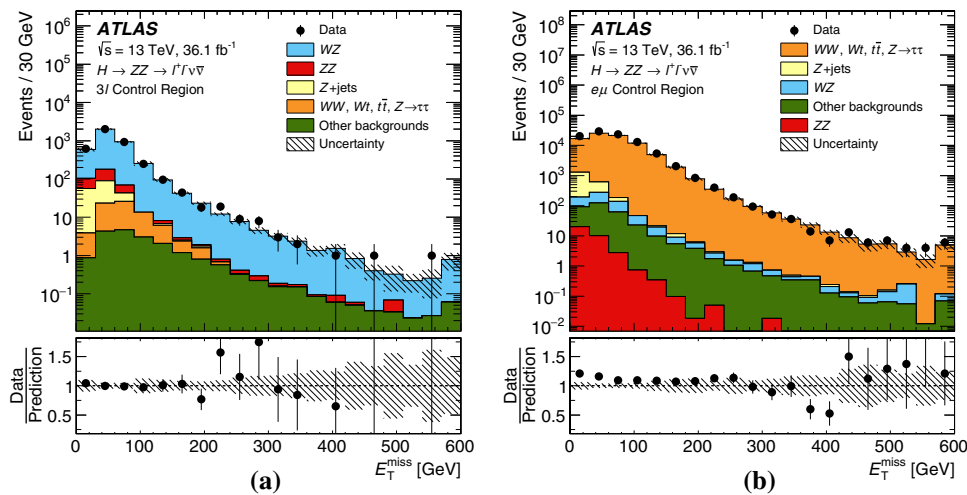 ATLAS
√s = 13 TeV, 36.1 fb⁻¹
H → ZZ → l⁺l⁻νν̄
3l Control Region
Data
WZ
ZZ
Z+jets
WW, Wt, tt̄, Z→ττ
Other backgrounds
Uncertainty
Events / 30 GeV
10⁶
10⁵
10⁴
10³
10²
10
1
10⁻¹
Data
Prediction
1.5
1
0.5
0 100 200 300 400 500 600
E_T^miss [GeV]
(a)
ATLAS
√s = 13 TeV, 36.1 fb⁻¹
H → ZZ → l⁺l⁻νν̄
eμ Control Region
Data
WW, Wt, tt̄, Z→ττ
Z+jets
WZ
Other backgrounds
ZZ
Uncertainty
Events / 30 GeV
10⁸
10⁷
10⁶
10⁵
10⁴
10³
10²
10
1
10⁻¹
10⁻²
Data
Prediction
1.5
1
0.5
0 100 200 300 400 500 600
E_T^miss [GeV]
(b)